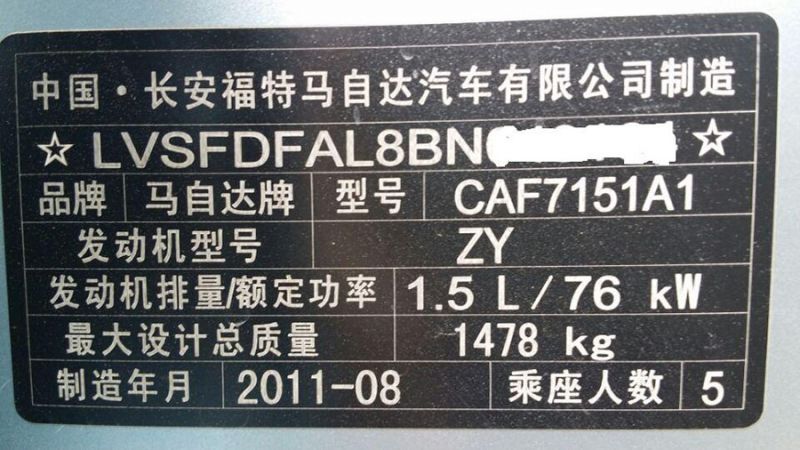 中国·长安福特马自达汽车有限公司制造
☆LVSFDFAL8BN ☆
品牌 马自达牌 型号 CAF7151A1
发动机型号 ZY
发动机排量/额定功率 1.5 L / 76 kW
最大设计总质量 1478 kg
制造年月 2011-08 乘座人数 5